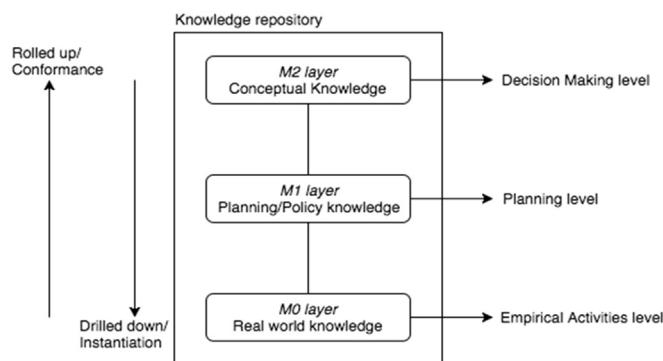 Knowledge repository
Rolled up/
Conformance
M2 layer
Conceptual Knowledge
Decision Making level
M1 layer
Planning/Policy knowledge
Planning level
M0 layer
Real world knowledge
Empirical Activities level
Drilled down/
Instantiation